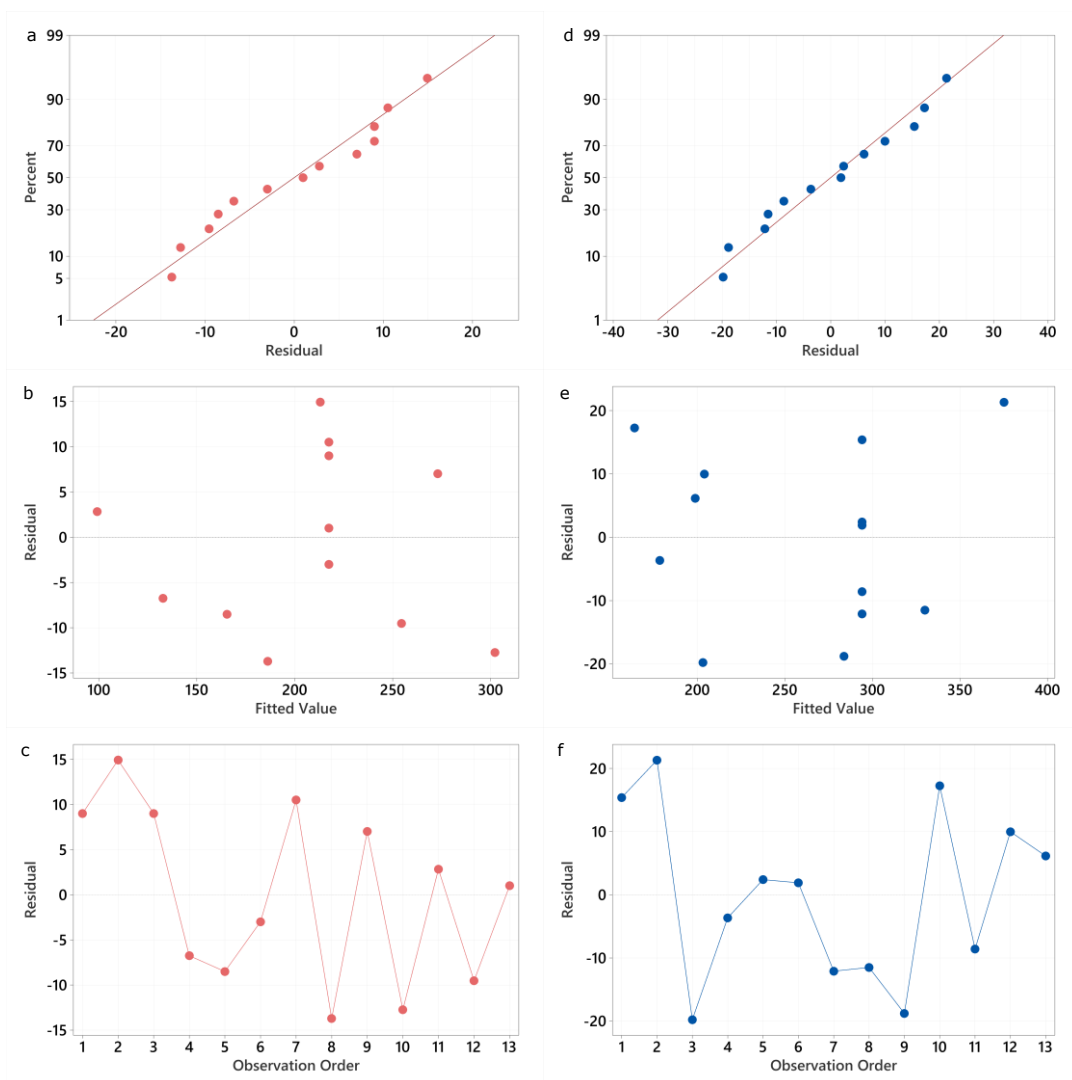 a
99
90
70
50
30
10
5
1
Percent
-20 -10 0 10 20
Residual
d
99
90
70
50
30
10
1
Percent
-40 -30 -20 -10 0 10 20 30 40
Residual
b
15
10
5
0
-5
-10
-15
Residual
100 150 200 250 300
Fitted Value
e
20
10
0
-10
-20
Residual
200 250 300 350 400
Fitted Value
c
15
10
5
0
-5
-10
-15
Residual
1 2 3 4 5 6 7 8 9 10 11 12 13
Observation Order
f
20
10
0
-10
-20
Residual
1 2 3 4 5 6 7 8 9 10 11 12 13
Observation Order